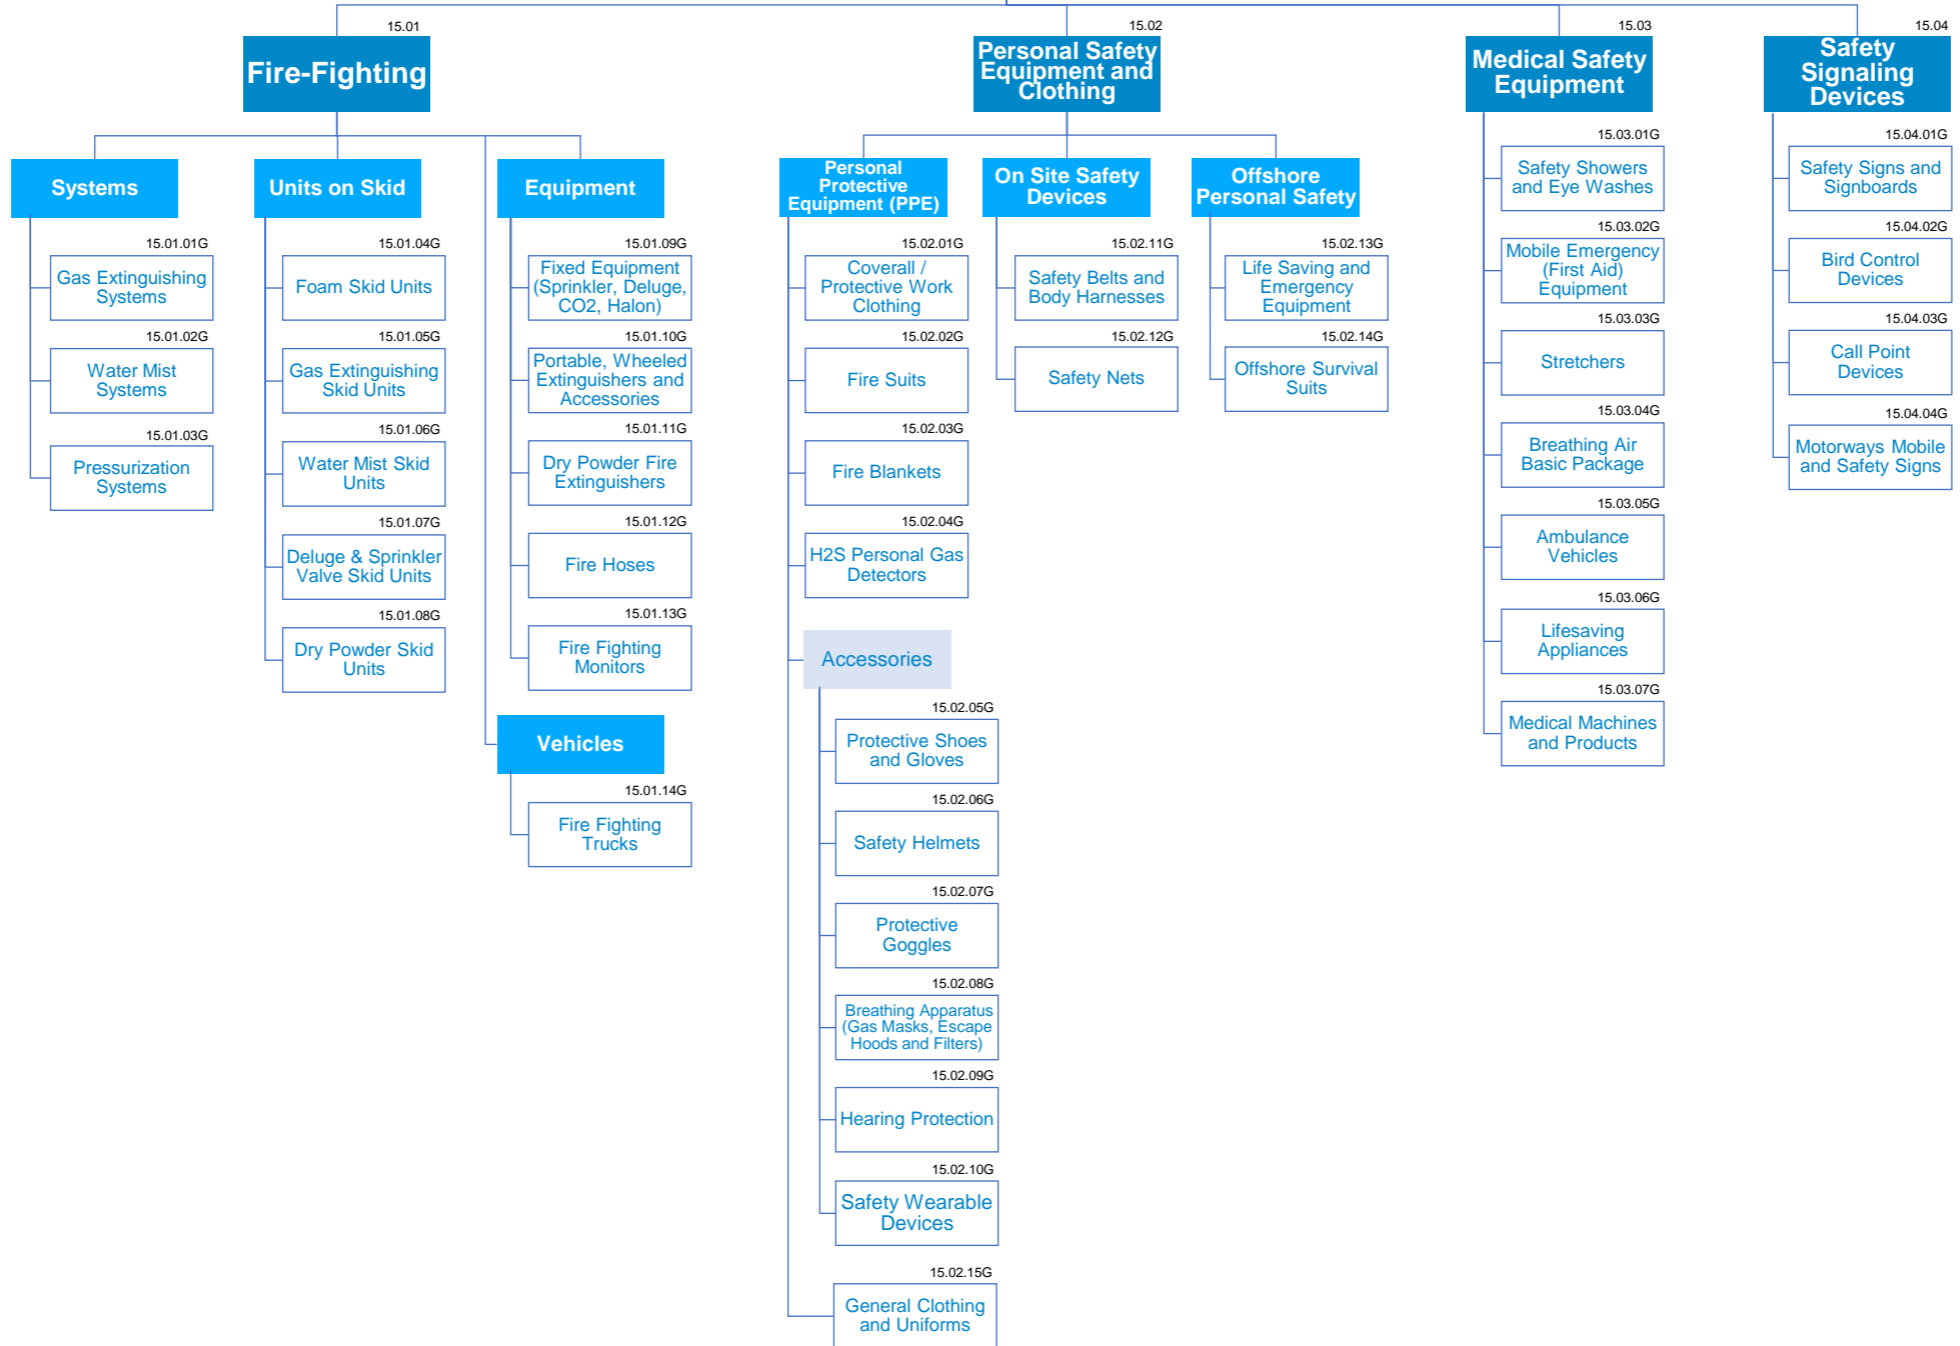 15.01
Fire-Fighting
Systems
15.01.01G
Gas Extinguishing
Systems
15.01.02G
Water Mist
Systems
15.01.03G
Pressurization
Systems
Units on Skid
15.01.04G
Foam Skid Units
15.01.05G
Gas Extinguishing
Skid Units
15.01.06G
Water Mist Skid
Units
15.01.07G
Deluge & Sprinkler
Valve Skid Units
15.01.08G
Dry Powder Skid
Units
Equipment
15.01.09G
Fixed Equipment
(Sprinkler, Deluge,
CO2, Halon)
15.01.10G
Portable, Wheeled
Extinguishers and
Accessories
15.01.11G
Dry Powder Fire
Extinguishers
15.01.12G
Fire Hoses
15.01.13G
Fire Fighting
Monitors
Vehicles
15.01.14G
Fire Fighting
Trucks
15.02
Personal Safety
Equipment and
Clothing
Personal
Protective
Equipment (PPE)
15.02.01G
Coverall /
Protective Work
Clothing
15.02.02G
Fire Suits
15.02.03G
Fire Blankets
15.02.04G
H2S Personal Gas
Detectors
Accessories
15.02.05G
Protective Shoes
and Gloves
15.02.06G
Safety Helmets
15.02.07G
Protective
Goggles
15.02.08G
Breathing Apparatus
(Gas Masks, Escape
Hoods and Filters)
15.02.09G
Hearing Protection
15.02.10G
Safety Wearable
Devices
15.02.15G
General Clothing
and Uniforms
On Site Safety
Devices
15.02.11G
Safety Belts and
Body Harnesses
15.02.12G
Safety Nets
Offshore
Personal Safety
15.02.13G
Life Saving and
Emergency
Equipment
15.02.14G
Offshore Survival
Suits
15.03
Medical Safety
Equipment
15.03.01G
Safety Showers
and Eye Washes
15.03.02G
Mobile Emergency
(First Aid)
Equipment
15.03.03G
Stretchers
15.03.04G
Breathing Air
Basic Package
15.03.05G
Ambulance
Vehicles
15.03.06G
Lifesaving
Appliances
15.03.07G
Medical Machines
and Products
15.04
Safety
Signaling
Devices
15.04.01G
Safety Signs and
Signboards
15.04.02G
Bird Control
Devices
15.04.03G
Call Point
Devices
15.04.04G
Motorways Mobile
and Safety Signs